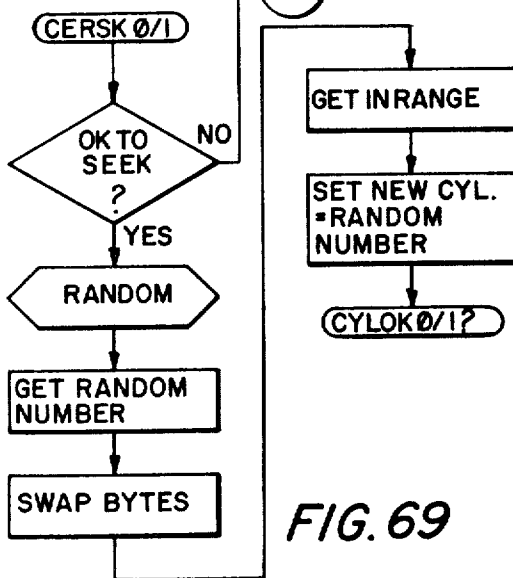 CERSK Ø/1
OK TO
SEEK
?
NO
YES
RANDOM
GET RANDOM
NUMBER
SWAP BYTES
GET INRANGE
SET NEW CYL.
=RANDOM
NUMBER
CYLOK Ø/1?
FIG. 69